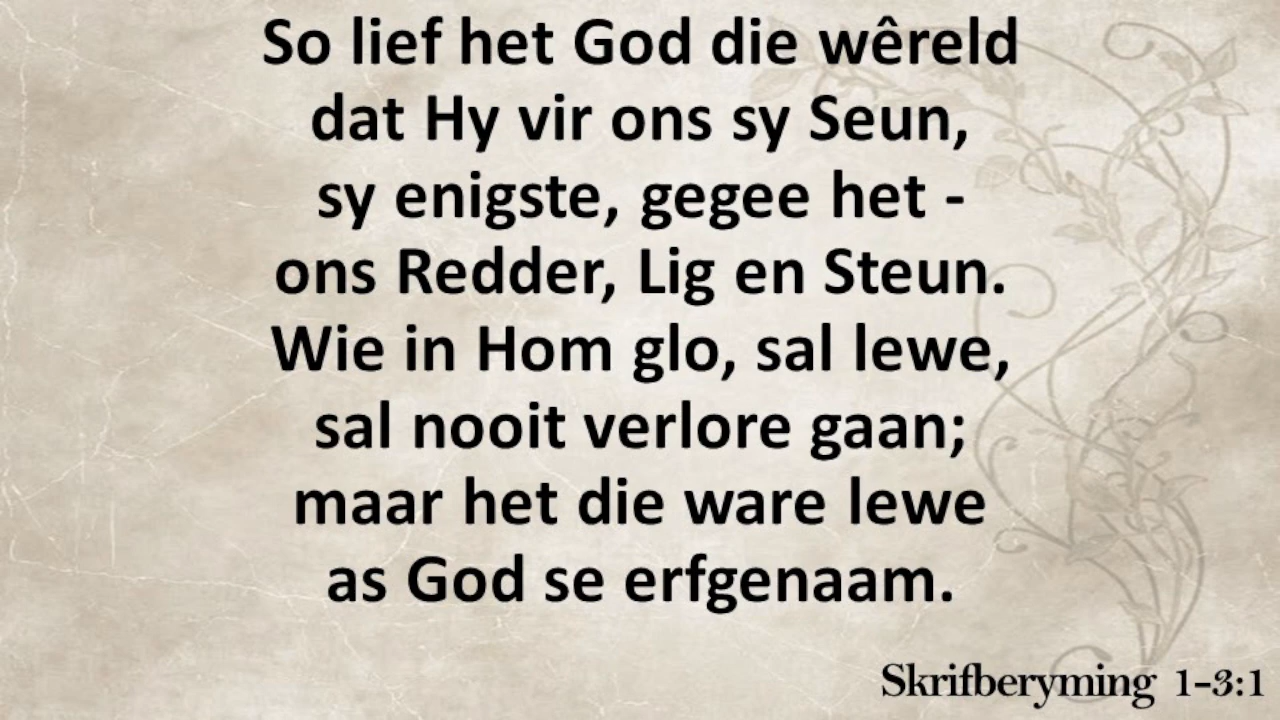 So lief het God die wêreld
dat Hy vir ons sy Seun,
sy enigste, gegee het -
ons Redder, Lig en Steun.
Wie in Hom glo, sal lewe,
sal nooit verlore gaan;
maar het die ware lewe
as God se erfgenaam.
Skrifberyming 1-3:1